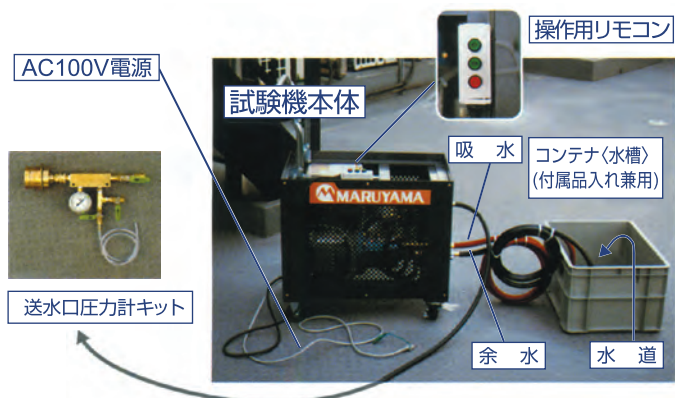 操作用リモコン
AC100V電源
試験機本体
吸 水
コンテナ〈水槽〉
(付属品入れ兼用)
MARUYAMA
送水口圧力計キット
余 水
水 道